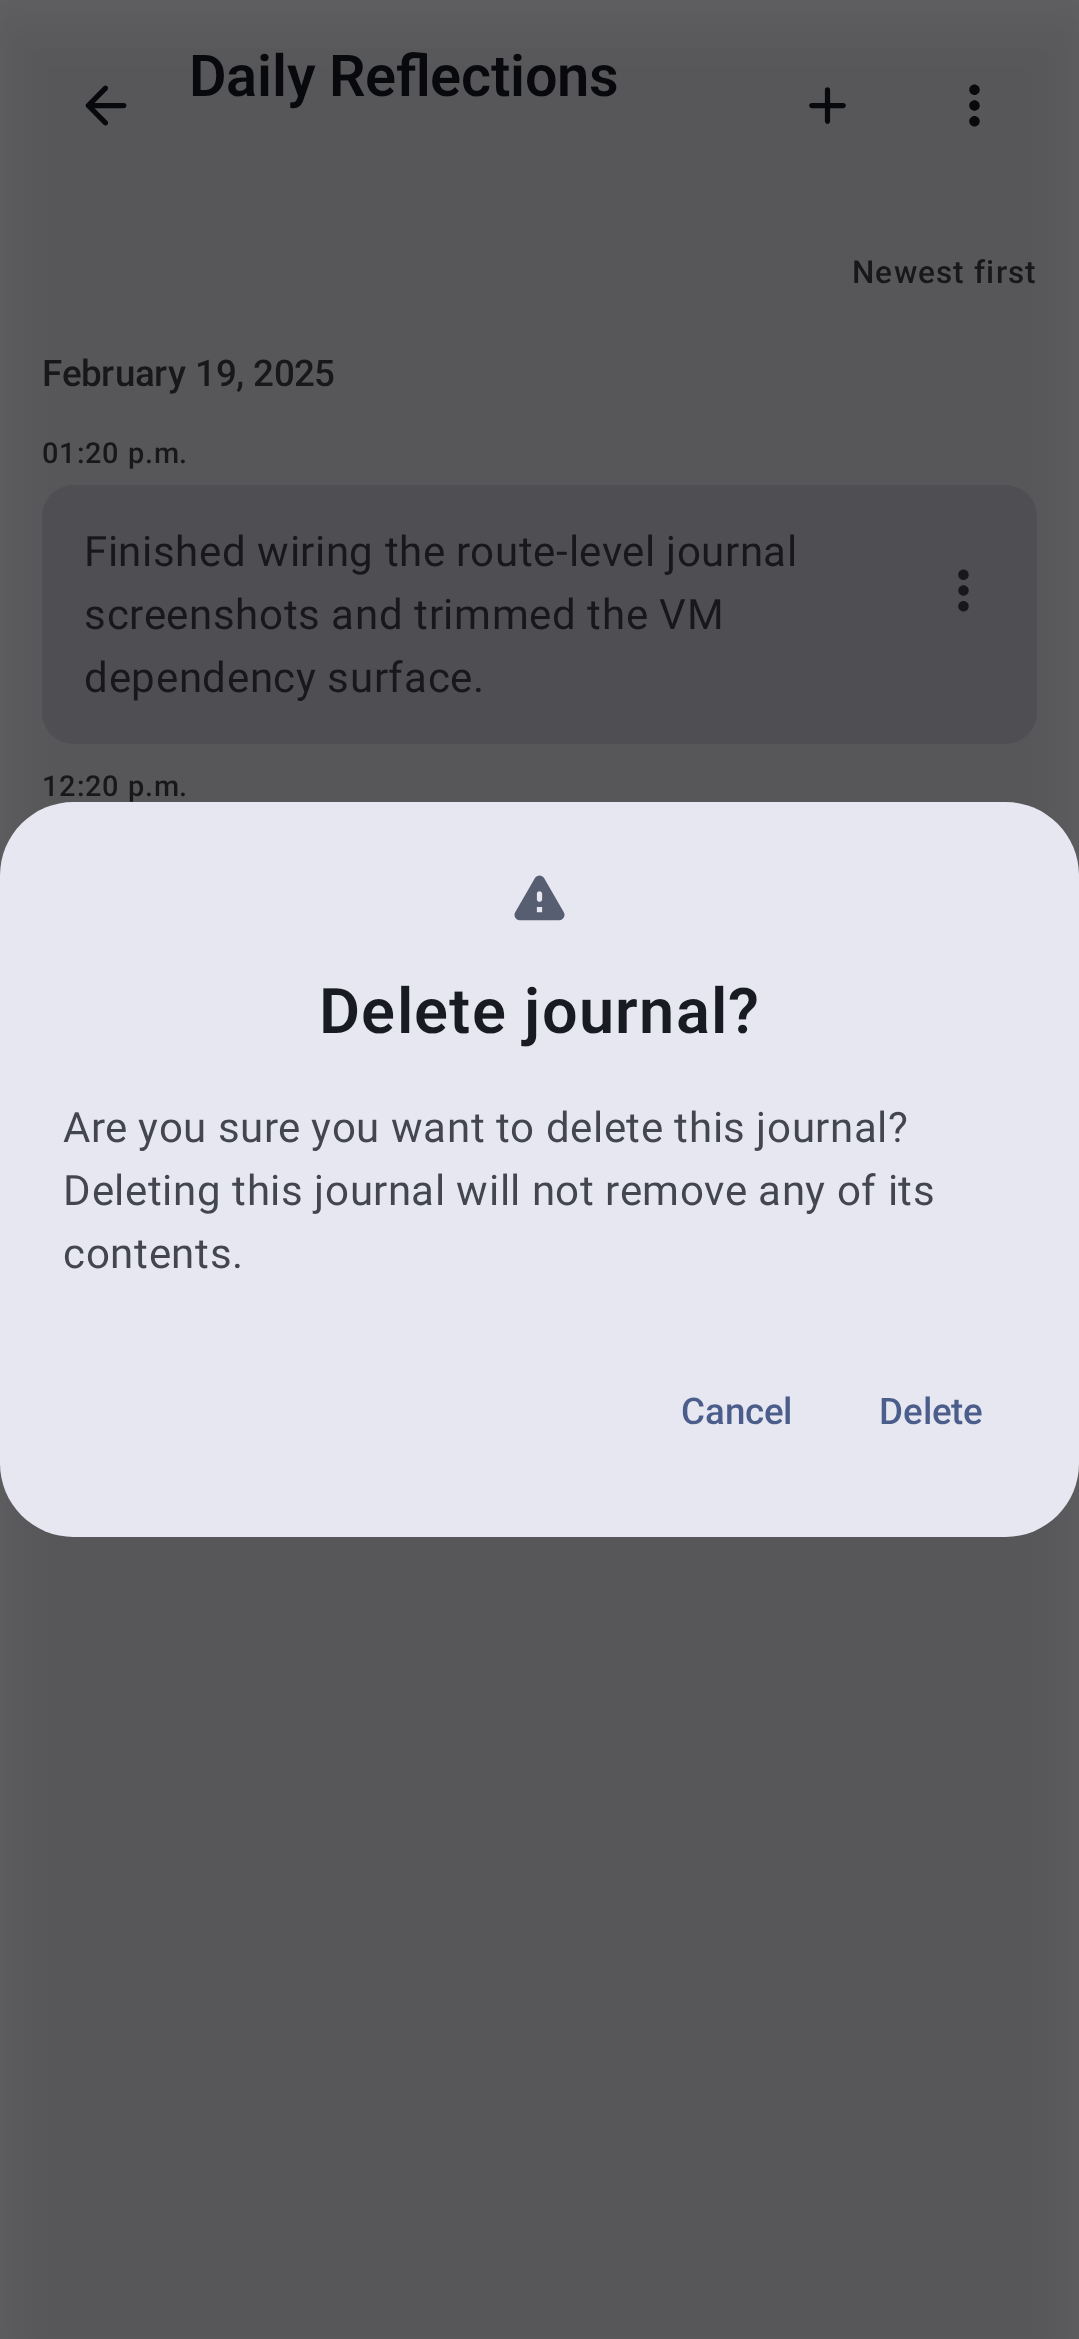 Daily Reflections
Newest first
February 19, 2025
01:20 p.m.
Finished wiring the route-level journal
screenshots and trimmed the VM
dependency surface.
12:20 p.m.
Delete journal?
Are you sure you want to delete this journal?
Deleting this journal will not remove any of its
contents.
Cancel
Delete